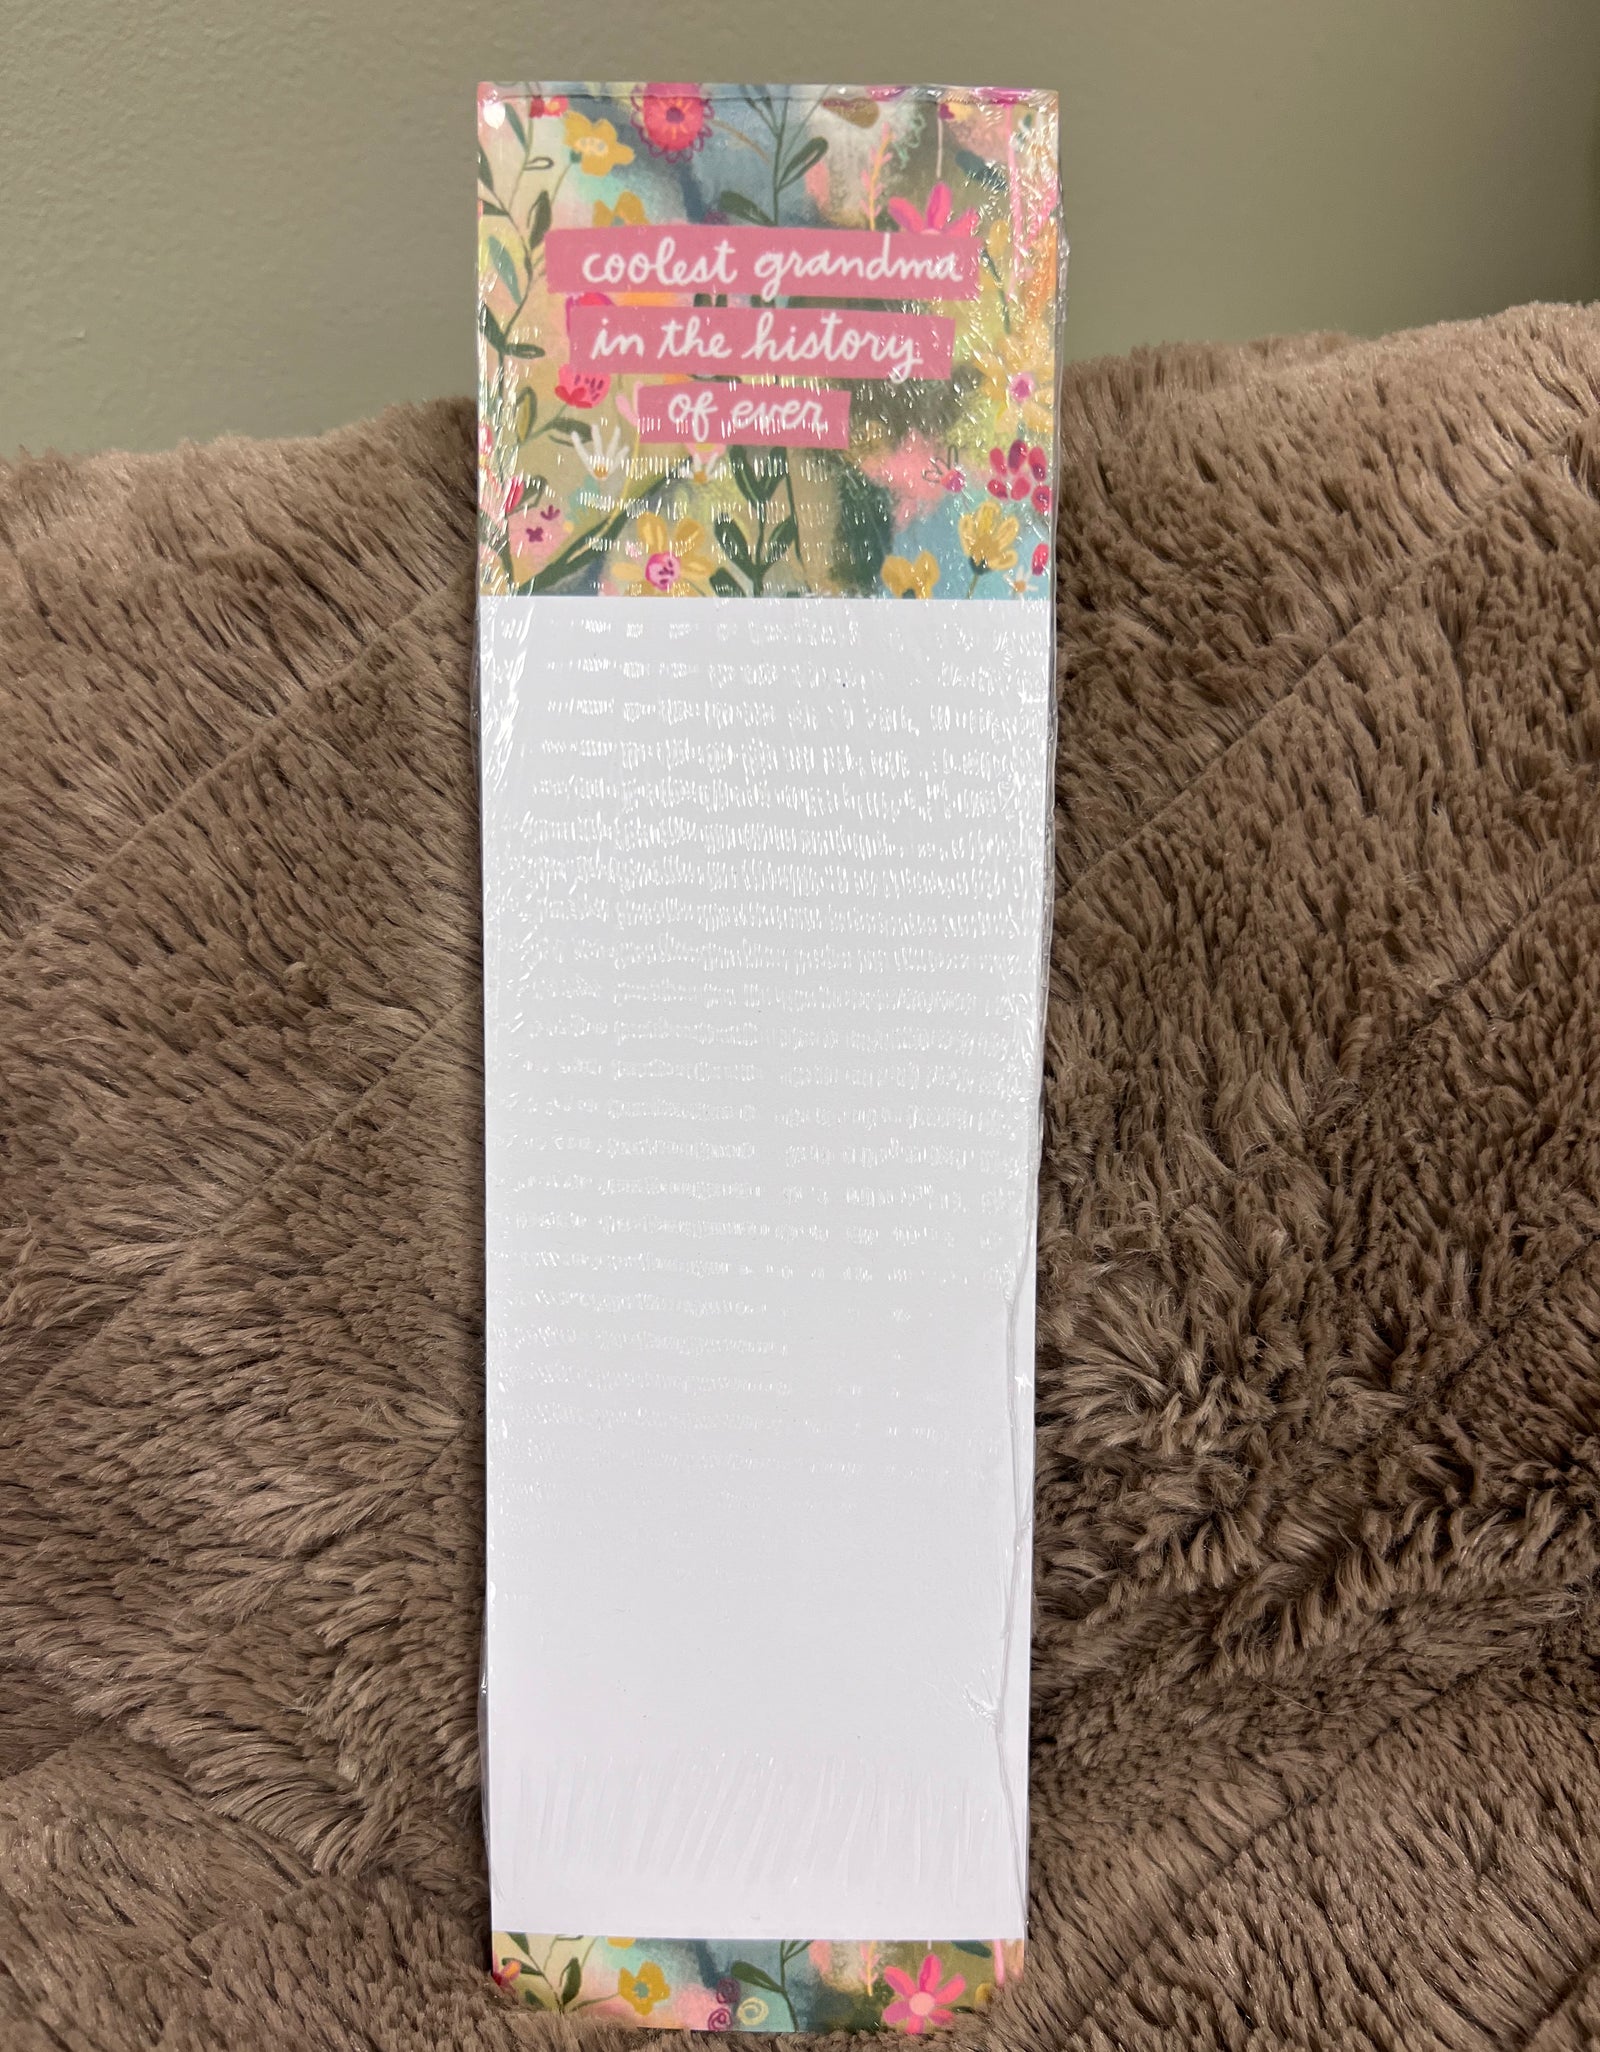 coolest grandma
in the history
of ever